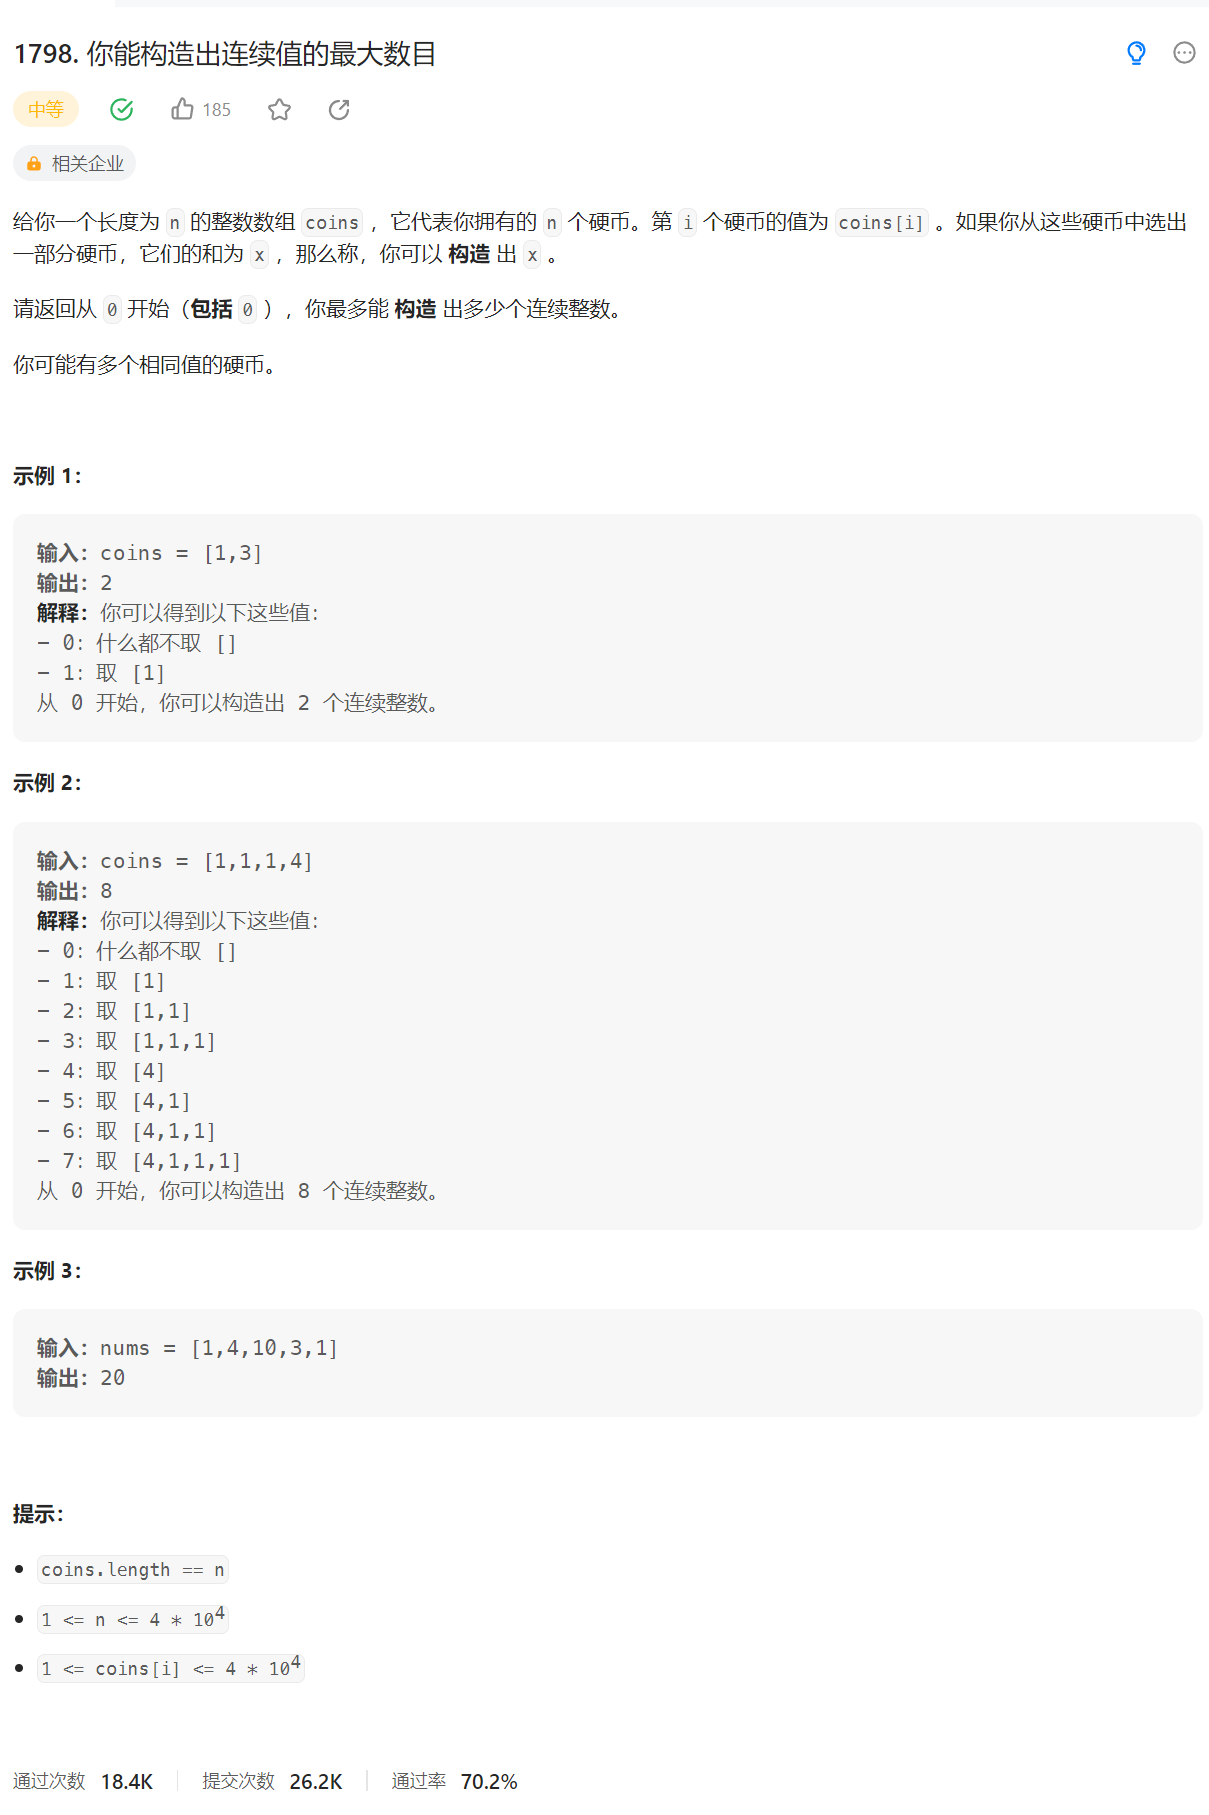 1798. 你能构造出连续值的最大数目
中等 185
相关企业
给你一个长度为 n 的整数数组 coins ，它代表你拥有的 n 个硬币。第 i 个硬币的值为 coins[i] 。如果你从这些硬币中选出
一部分硬币，它们的和为 x ，那么称，你可以 构造 出 x 。
请返回从 0 开始（包括 0 ），你最多能 构造 出多少个连续整数。
你可能有多个相同值的硬币。
示例 1：
输入：coins = [1,3]
输出：2
解释：你可以得到以下这些值：
- 0：什么都不取 []
- 1：取 [1]
从 0 开始，你可以构造出 2 个连续整数。
示例 2：
输入：coins = [1,1,1,4]
输出：8
解释：你可以得到以下这些值：
- 0：什么都不取 []
- 1：取 [1]
- 2：取 [1,1]
- 3：取 [1,1,1]
- 4：取 [4]
- 5：取 [4,1]
- 6：取 [4,1,1]
- 7：取 [4,1,1,1]
从 0 开始，你可以构造出 8 个连续整数。
示例 3：
输入：nums = [1,4,10,3,1]
输出：20
提示：
• coins.length == n
• 1 <= n <= 4 * 10⁴
• 1 <= coins[i] <= 4 * 10⁴
通过次数 18.4K 提交次数 26.2K 通过率 70.2%